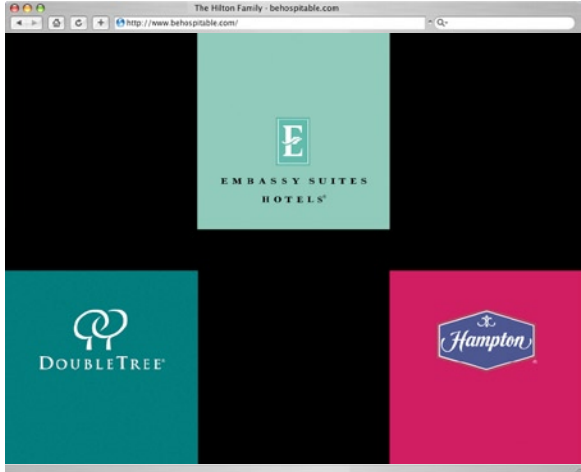 The Hilton Family - behospitable.com
http://www.behospitable.com/
Q
E
EMBASSY SUITES
HOTELS®
DOUBLETREE®
Hampton